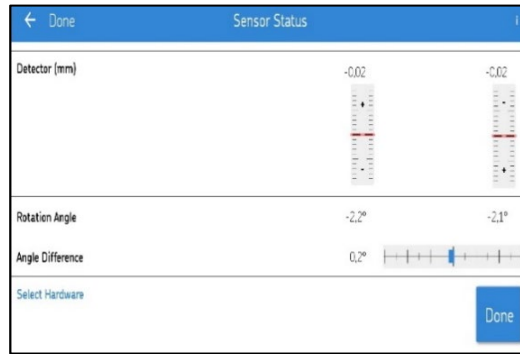 ← Done Sensor Status
Detector (mm) -0,02 -0,02
+ -
- +
Rotation Angle -2,2° -2,1°
Angle Difference 0,2°
Select Hardware
Done